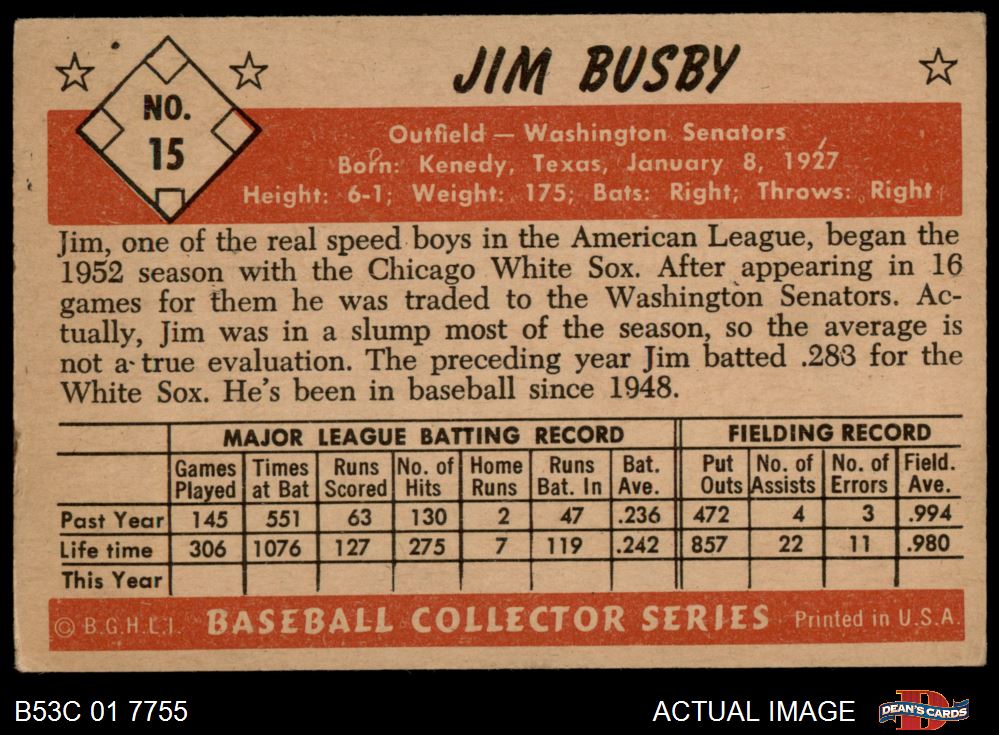 JIM BUSBY
NO.
15
Outfield — Washington Senators
Born: Kenedy, Texas, January 8, 1927
Height: 6-1; Weight: 175; Bats: Right; Throws: Right
Jim, one of the real speed boys in the American League, began the
1952 season with the Chicago White Sox. After appearing in 16
games for them he was traded to the Washington Senators. Ac-
tually, Jim was in a slump most of the season, so the average is
not a true evaluation. The preceding year Jim batted .283 for the
White Sox. He's been in baseball since 1948.
MAJOR LEAGUE BATTING RECORD FIELDING RECORD
Games Times Runs No. of Home Runs Bat. Put No. of No. of Field.
Played at Bat Scored Hits Runs Bat. In Ave. Outs Assists Errors Ave.
Past Year 145 551 63 130 2 47 .236 472 4 3 .994
Life time 306 1076 127 275 7 119 .242 857 22 11 .980
This Year
© B.G.H.L.I. BASEBALL COLLECTOR SERIES Printed in U.S.A.
B53C 01 7755 ACTUAL IMAGE DEAN'S CARDS